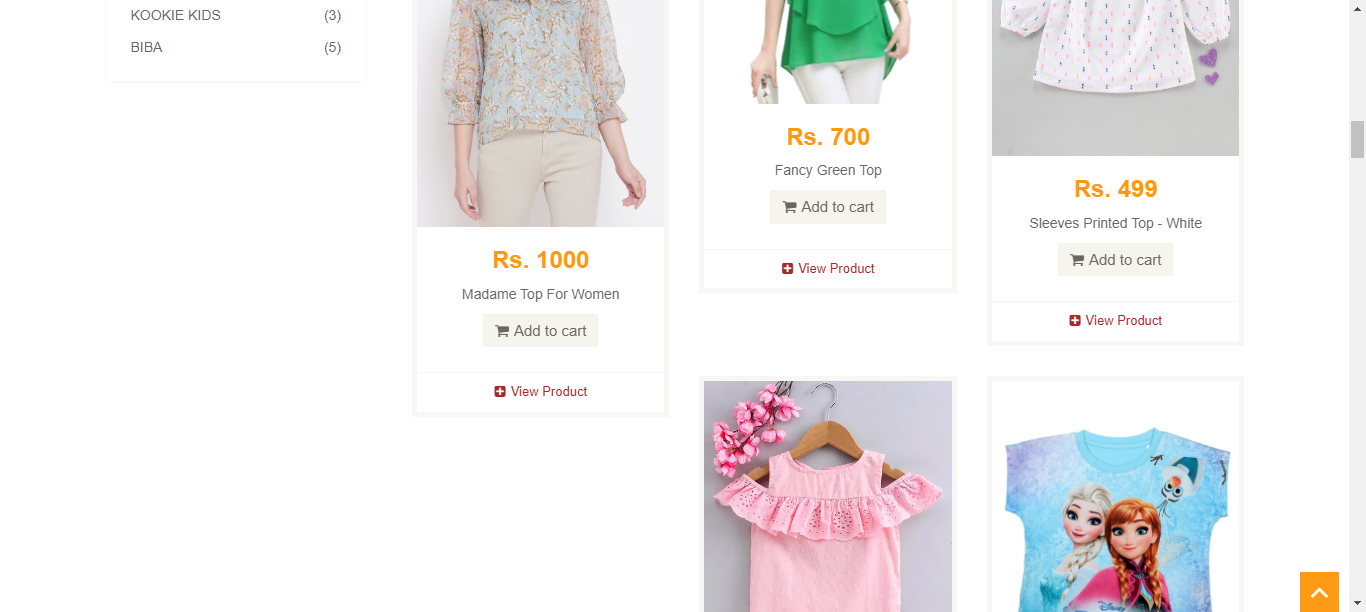 KOOKIE KIDS (3)
BIBA (5)
Rs. 1000
Madame Top For Women
Add to cart
View Product
Rs. 700
Fancy Green Top
Add to cart
View Product
Rs. 499
Sleeves Printed Top - White
Add to cart
View Product